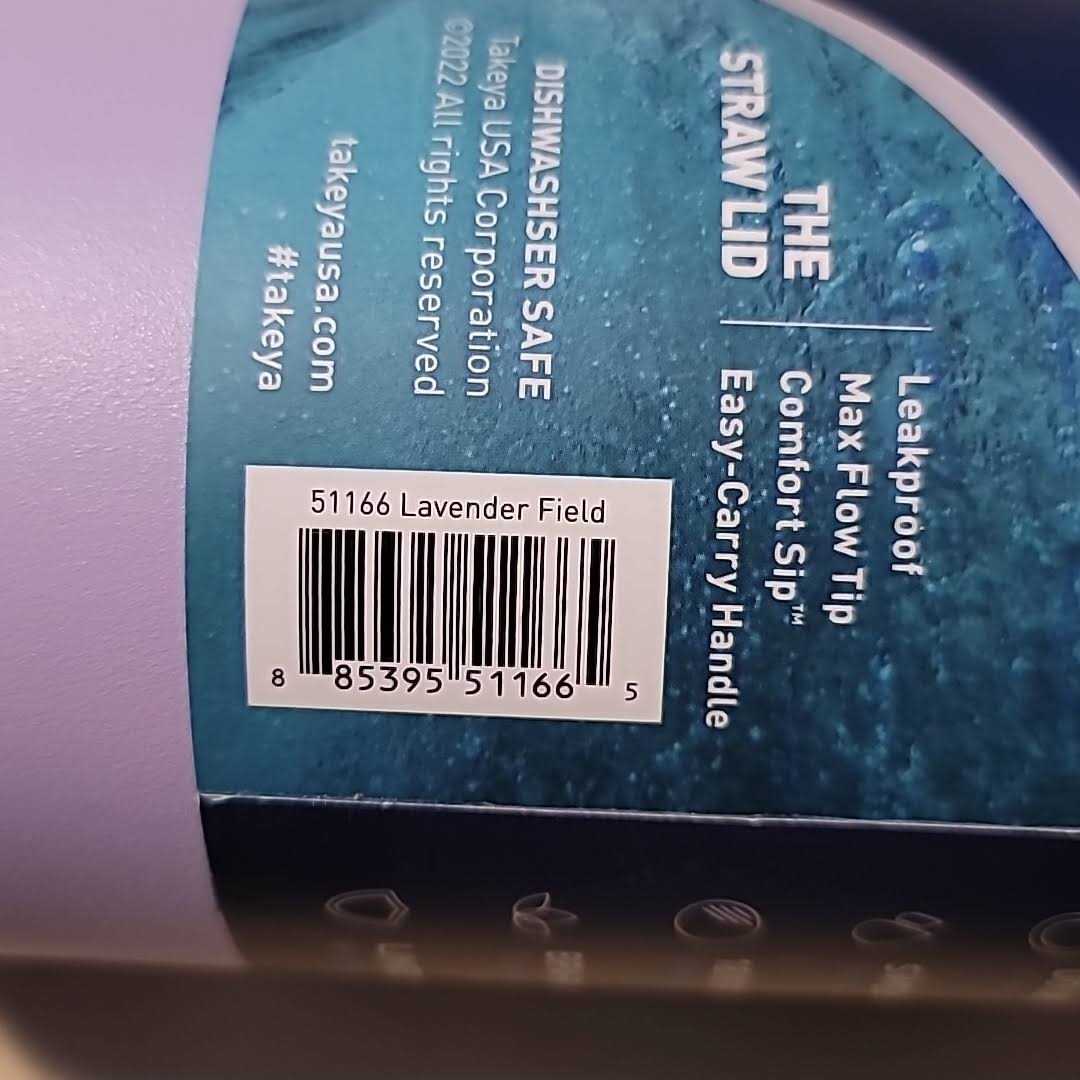 THE
STRAW LID
Leakproof
Max Flow Tip
Comfort Sip™
Easy-Carry Handle
DISHWASHSER SAFE
Takeya USA Corporation
©2022 All rights reserved
takeyausa.com
#takeya
51166 Lavender Field
8 85395 51166 5